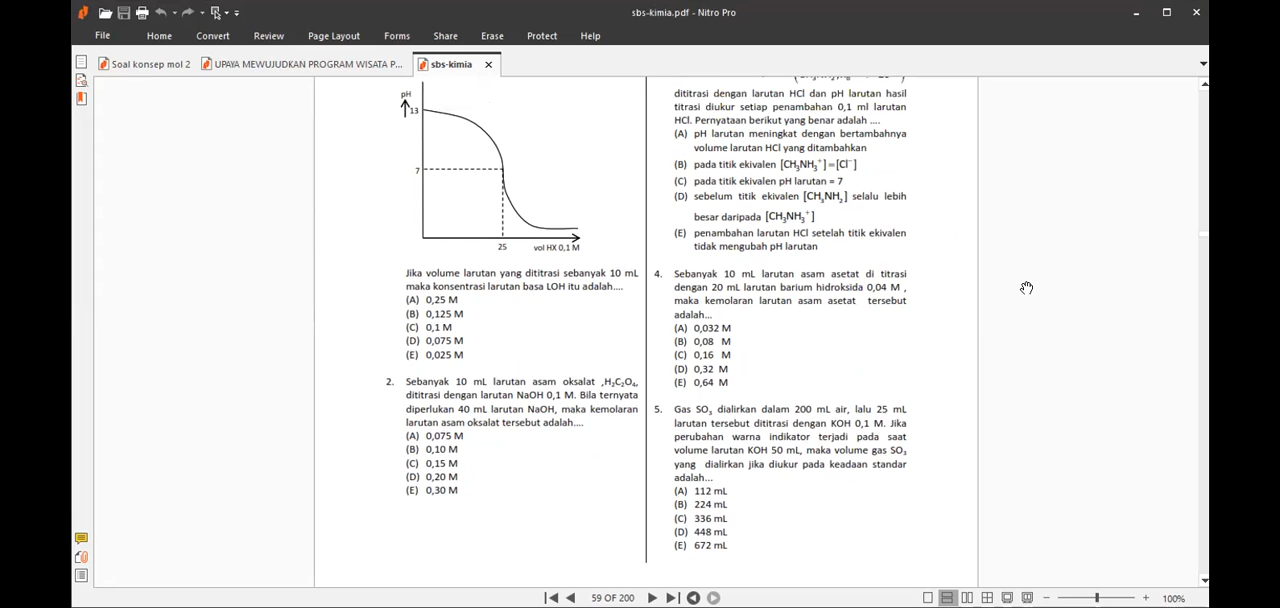 sbs-kimia.pdf - Nitro Pro
File Home Convert Review Page Layout Forms Share Erase Protect Help
Soal konsep mol 2
UPAYA MEWUJUDKAN PROGRAM WISATA P...
sbs-kimia
pH
13
7
25
vol HX 0,1 M
Jika volume larutan yang dititrasi sebanyak 10 mL
maka konsentrasi larutan basa LOH itu adalah....
(A) 0,25 M
(B) 0,125 M
(C) 0,1 M
(D) 0,075 M
(E) 0,025 M
2. Sebanyak 10 mL larutan asam oksalat ,H₂C₂O₄,
dititrasi dengan larutan NaOH 0,1 M. Bila ternyata
diperlukan 40 mL larutan NaOH, maka kemolaran
larutan asam oksalat tersebut adalah....
(A) 0,075 M
(B) 0,10 M
(C) 0,15 M
(D) 0,20 M
(E) 0,30 M
dititrasi dengan larutan HCl dan pH larutan hasil
titrasi diukur setiap penambahan 0,1 ml larutan
HCl. Pernyataan berikut yang benar adalah ....
(A) pH larutan meningkat dengan bertambahnya
volume larutan HCl yang ditambahkan
(B) pada titik ekivalen [CH₃NH₃⁺]=[Cl⁻]
(C) pada titik ekivalen pH larutan = 7
(D) sebelum titik ekivalen [CH₃NH₂] selalu lebih
besar daripada [CH₃NH₃⁺]
(E) penambahan larutan HCl setelah titik ekivalen
tidak mengubah pH larutan
4. Sebanyak 10 mL larutan asam asetat di titrasi
dengan 20 mL larutan barium hidroksida 0,04 M ,
maka kemolaran larutan asam asetat tersebut
adalah...
(A) 0,032 M
(B) 0,08 M
(C) 0,16 M
(D) 0,32 M
(E) 0,64 M
5. Gas SO₃ dialirkan dalam 200 mL air, lalu 25 mL
larutan tersebut dititrasi dengan KOH 0,1 M. Jika
perubahan warna indikator terjadi pada saat
volume larutan KOH 50 mL, maka volume gas SO₃
yang dialirkan jika diukur pada keadaan standar
adalah...
(A) 112 mL
(B) 224 mL
(C) 336 mL
(D) 448 mL
(E) 672 mL
59 OF 200
100%